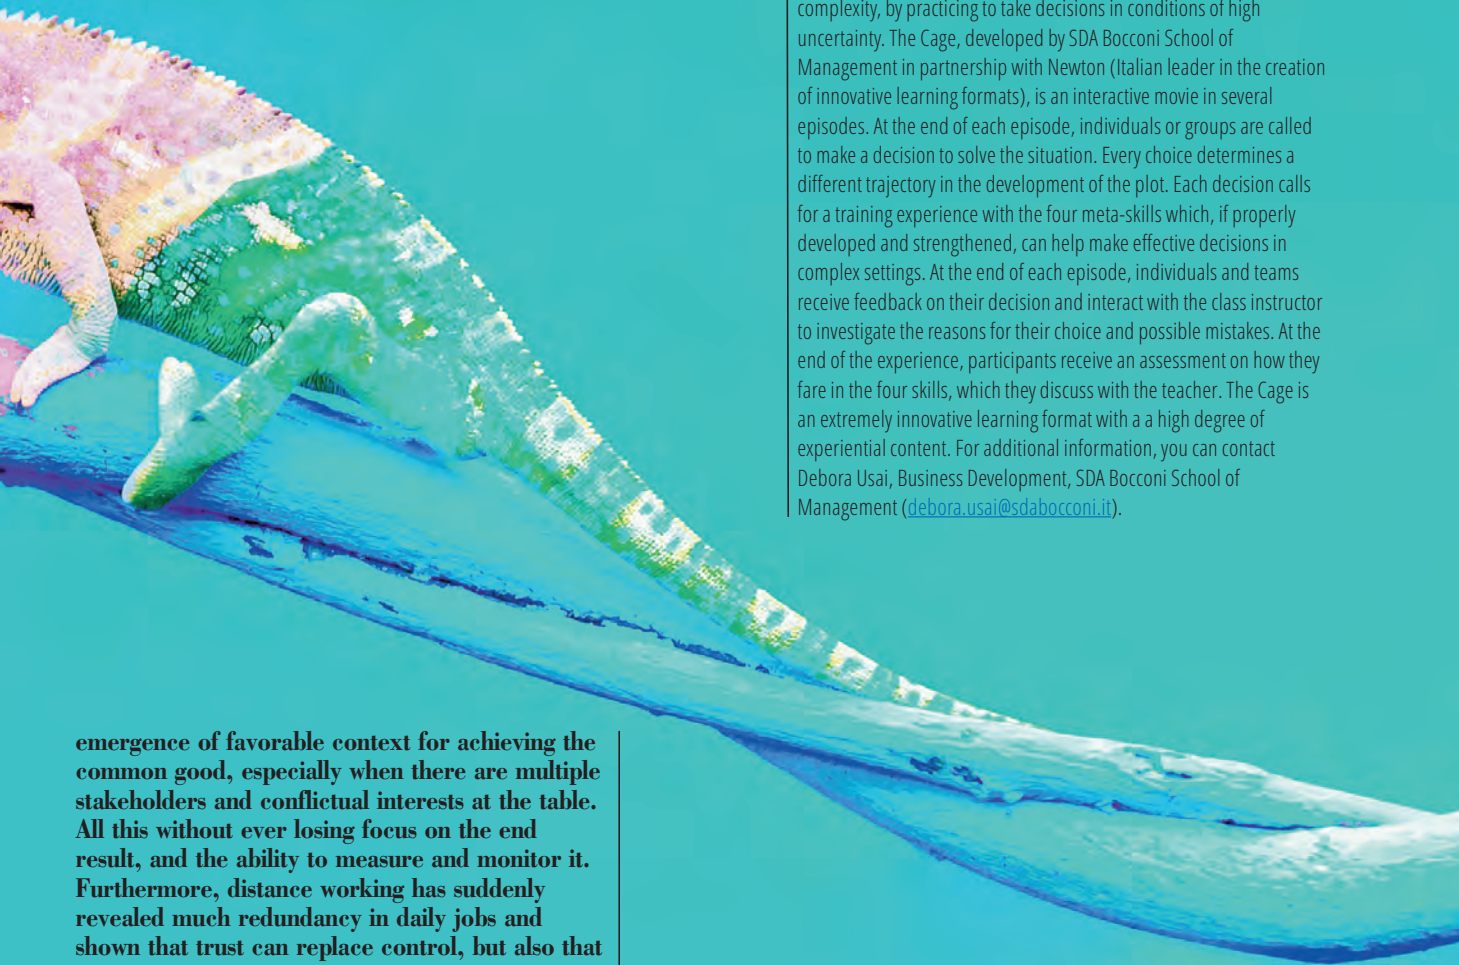 complexity, by practicing to take decisions in conditions of high
uncertainty. The Cage, developed by SDA Bocconi School of
Management in partnership with Newton (Italian leader in the creation
of innovative learning formats), is an interactive movie in several
episodes. At the end of each episode, individuals or groups are called
to make a decision to solve the situation. Every choice determines a
different trajectory in the development of the plot. Each decision calls
for a training experience with the four meta-skills which, if properly
developed and strengthened, can help make effective decisions in
complex settings. At the end of each episode, individuals and teams
receive feedback on their decision and interact with the class instructor
to investigate the reasons for their choice and possible mistakes. At the
end of the experience, participants receive an assessment on how they
fare in the four skills, which they discuss with the teacher. The Cage is
an extremely innovative learning format with a a high degree of
experiential content. For additional information, you can contact
Debora Usai, Business Development, SDA Bocconi School of
Management (debora.usai@sdabocconi.it).
emergence of favorable context for achieving the
common good, especially when there are multiple
stakeholders and conflictual interests at the table.
All this without ever losing focus on the end
result, and the ability to measure and monitor it.
Furthermore, distance working has suddenly
revealed much redundancy in daily jobs and
shown that trust can replace control, but also that